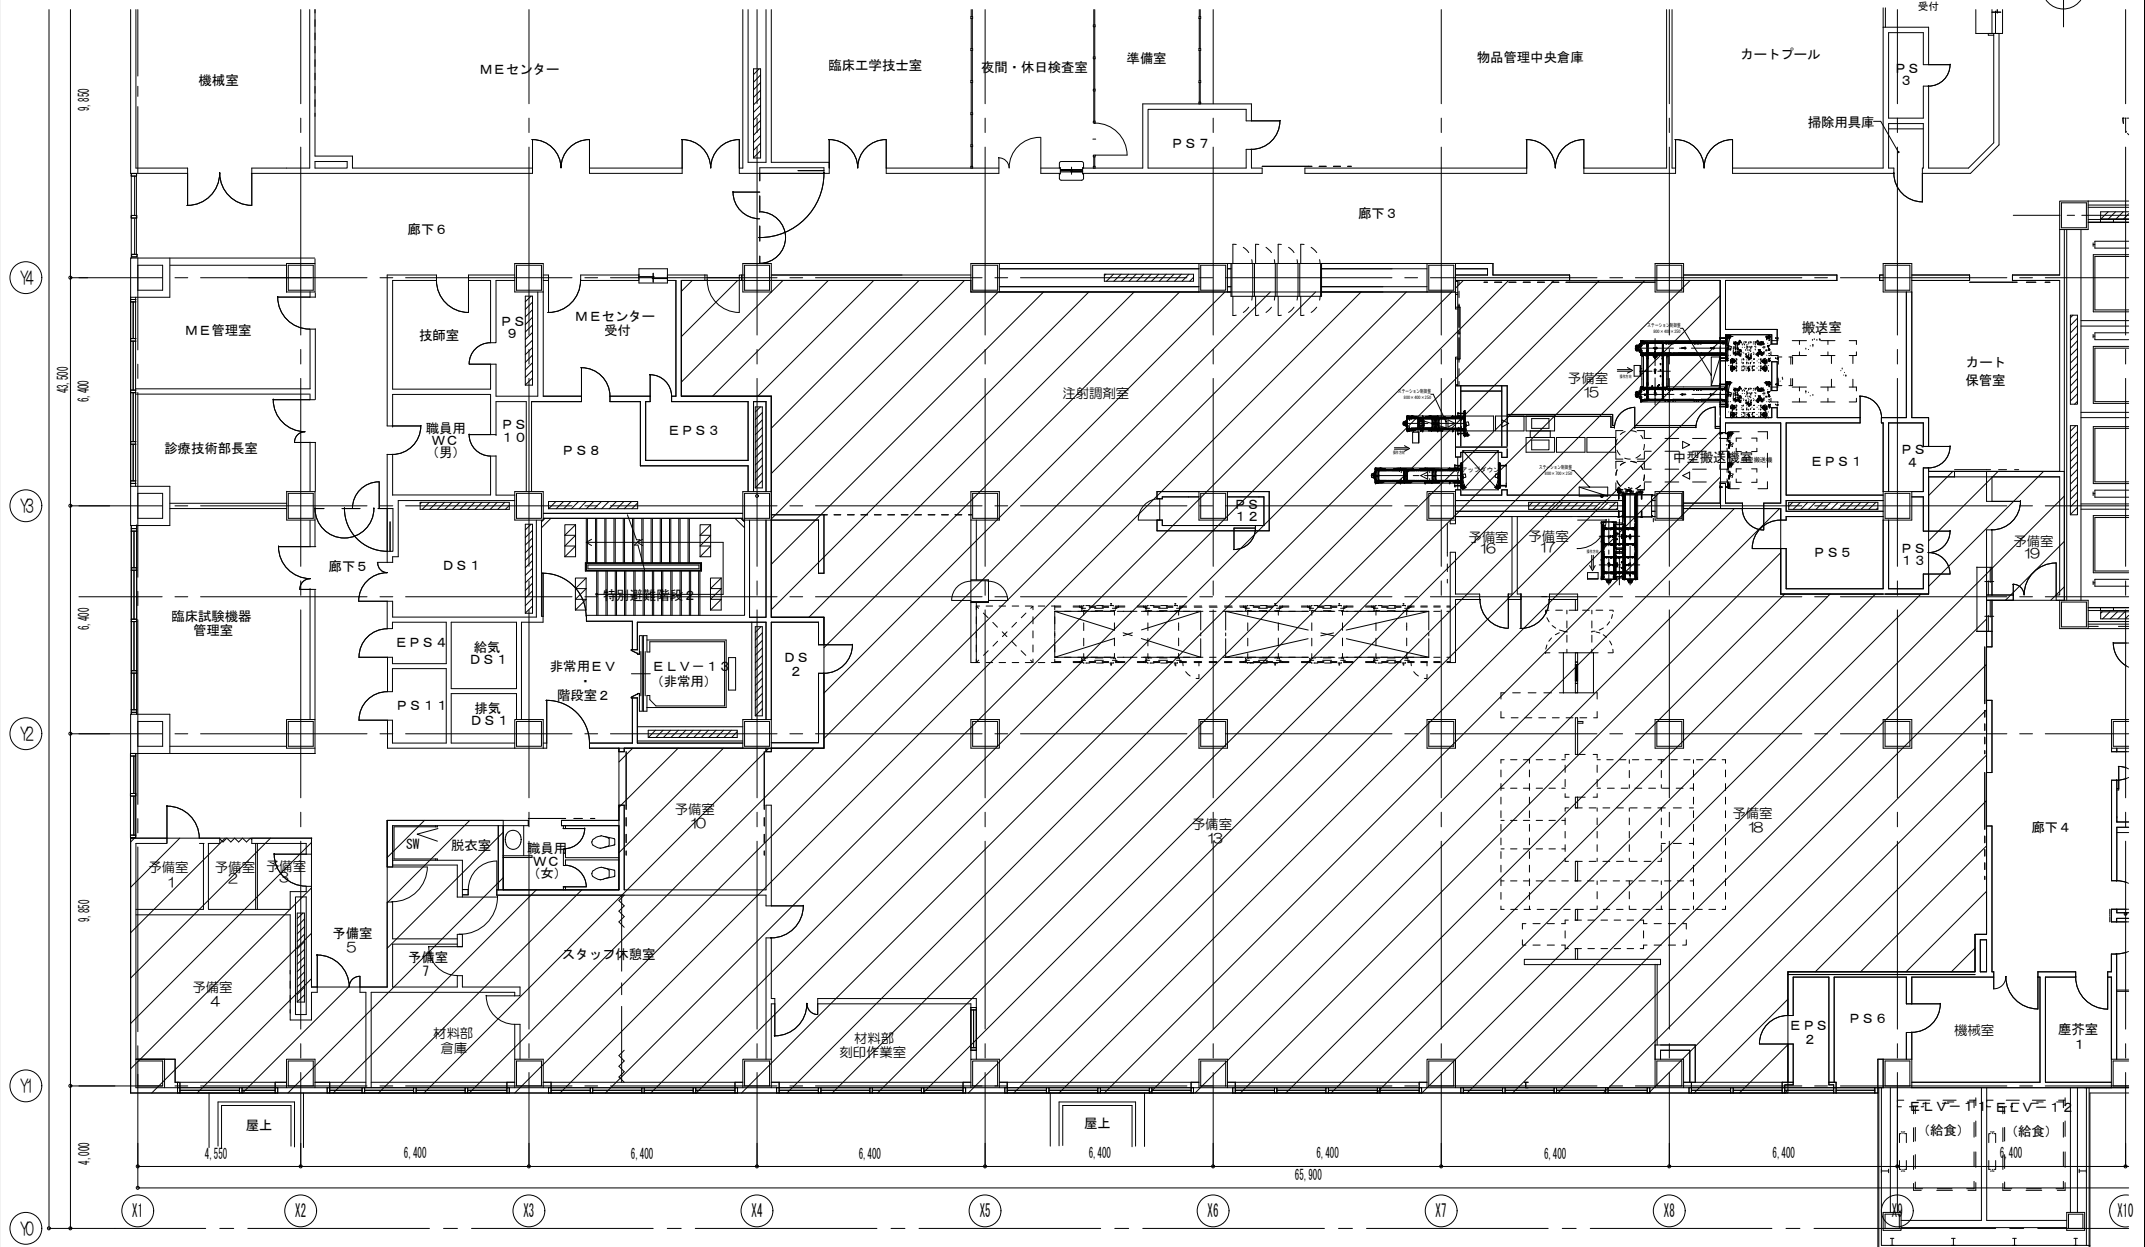 受付
機械室
ＭＥセンター
臨床工学技士室
夜間・休日検査室
準備室
物品管理中央倉庫
カートプール
ＰＳ
３
掃除用具庫
ＰＳ７
9,850
廊下６
廊下３
Y4
ＭＥ管理室
技師室
ＰＳ
９
ＭＥセンター
受付
注射調剤室
予備室
15
搬送室
カート
保管室
43,500
6,400
診療技術部長室
職員用
ＷＣ
（男）
ＰＳ
１０
ＰＳ８
ＥＰＳ３
中型搬送機室
ＥＰＳ１
ＰＳ
４
Y3
ＰＳ
１２
予備室
16
予備室
17
ＰＳ５
ＰＳ
１３
予備室
19
廊下５
ＤＳ１
特別避難階段２
6,400
臨床試験機器
管理室
ＥＰＳ４
給気
ＤＳ１
非常用ＥＶ
・
階段室２
ＥＬＶ－１３
（非常用）
ＤＳ
２
ＰＳ１１
排気
ＤＳ１
Y2
予備室
10
予備室
13
予備室
18
廊下４
SW
脱衣室
職員用
ＷＣ
（女）
予備室
1
予備室
2
予備室
3
9,850
予備室
5
予備室
7
スタッフ休憩室
予備室
4
材料部
倉庫
材料部
刻印作業室
ＥＰＳ
２
ＰＳ６
機械室
塵芥室
１
Y1
屋上
屋上
ＥＬＶ－１１
（給食）
ＥＬＶ－１２
（給食）
4,000
4,550
6,400
6,400
6,400
6,400
6,400
6,400
6,400
6,400
65,900
X1
X2
X3
X4
X5
X6
X7
X8
X9
X10
Y0